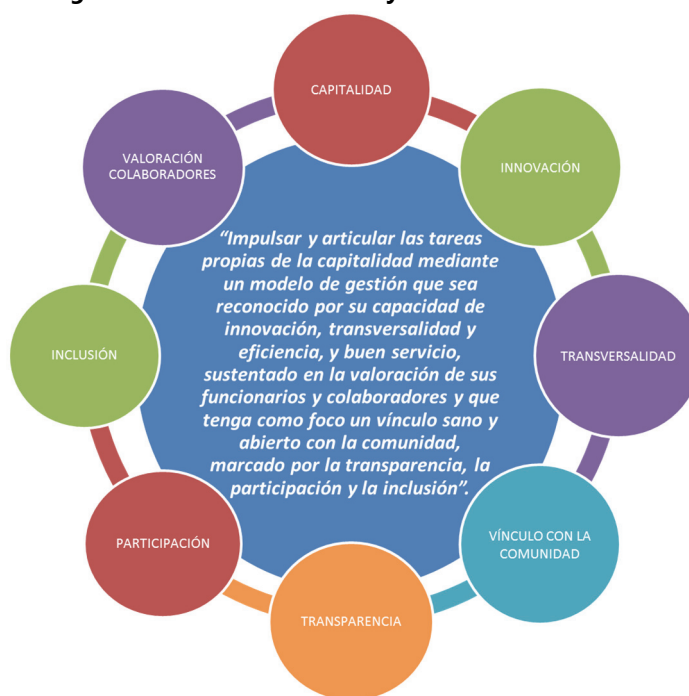 CAPITALIDAD
INNOVACIÓN
TRANSVERSALIDAD
VÍNCULO CON LA
COMUNIDAD
TRANSPARENCIA
PARTICIPACIÓN
INCLUSIÓN
VALORACIÓN
COLABORADORES
“Impulsar y articular las tareas
propias de la capitalidad mediante
un modelo de gestión que sea
reconocido por su capacidad de
innovación, transversalidad y
eficiencia, y buen servicio,
sustentado en la valoración de sus
funcionarios y colaboradores y que
tenga como foco un vínculo sano y
abierto con la comunidad,
marcado por la transparencia, la
participación y la inclusión”.